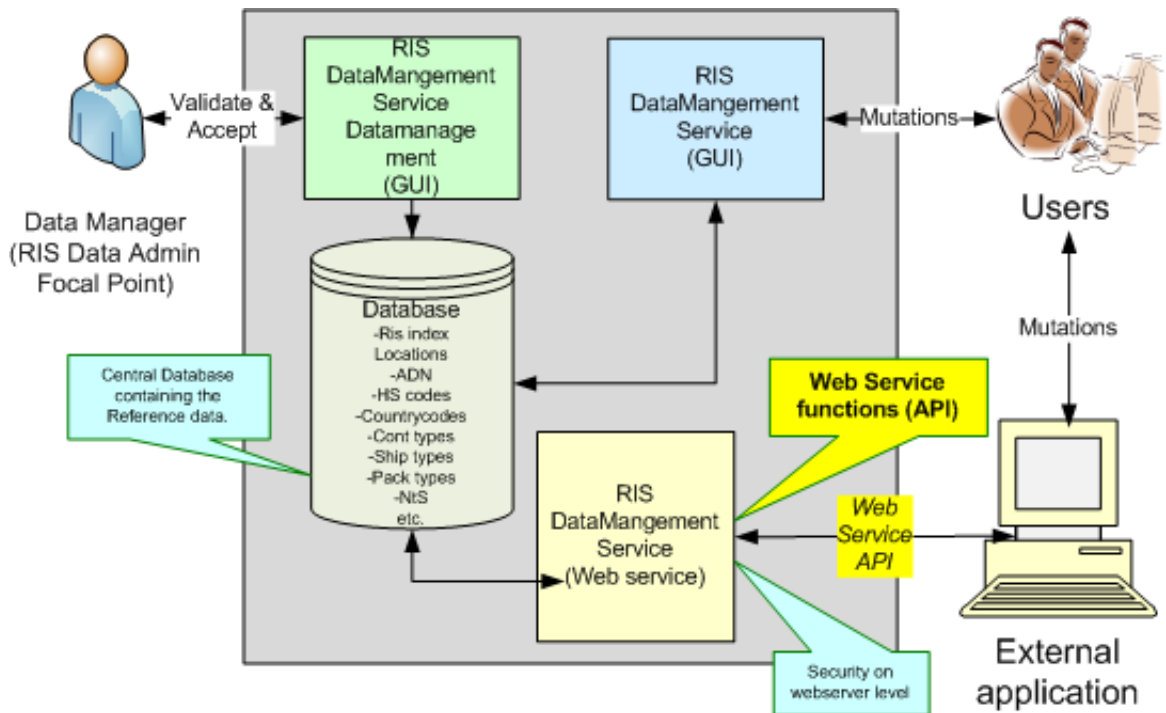 RIS
DataMangement
Service
Datamanage
ment
(GUI)
RIS
DataMangement
Service
(GUI)
Validate &
Accept
Mutations
Data Manager
(RIS Data Admin
Focal Point)
Users
Mutations
Database
-Ris index
Locations
-ADN
-HS codes
-Countrycodes
-Cont types
-Ship types
-Pack types
-NtS
etc.
Central Database
containing the
Reference data.
Web Service
functions (API)
RIS
DataMangement
Service
(Web service)
Web
Service
API
Security on
webserver level
External
application